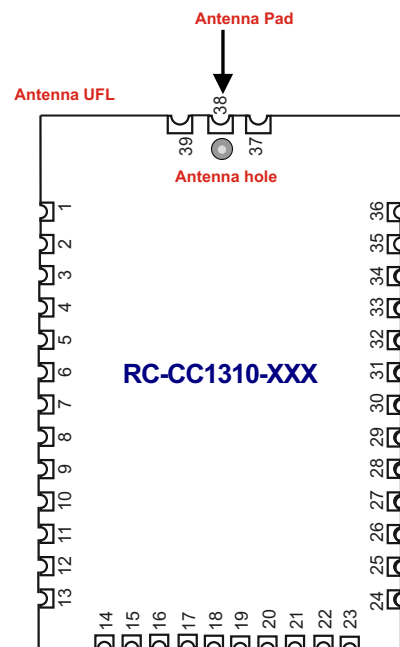 Antenna Pad
Antenna UFL
39 38 37
Antenna hole
1 36
2 35
3 34
4 33
5 32
RC-CC1310-XXX
6 31
7 30
8 29
9 28
10 27
11 26
12 25
13 24
14 15 16 17 18 19 20 21 22 23